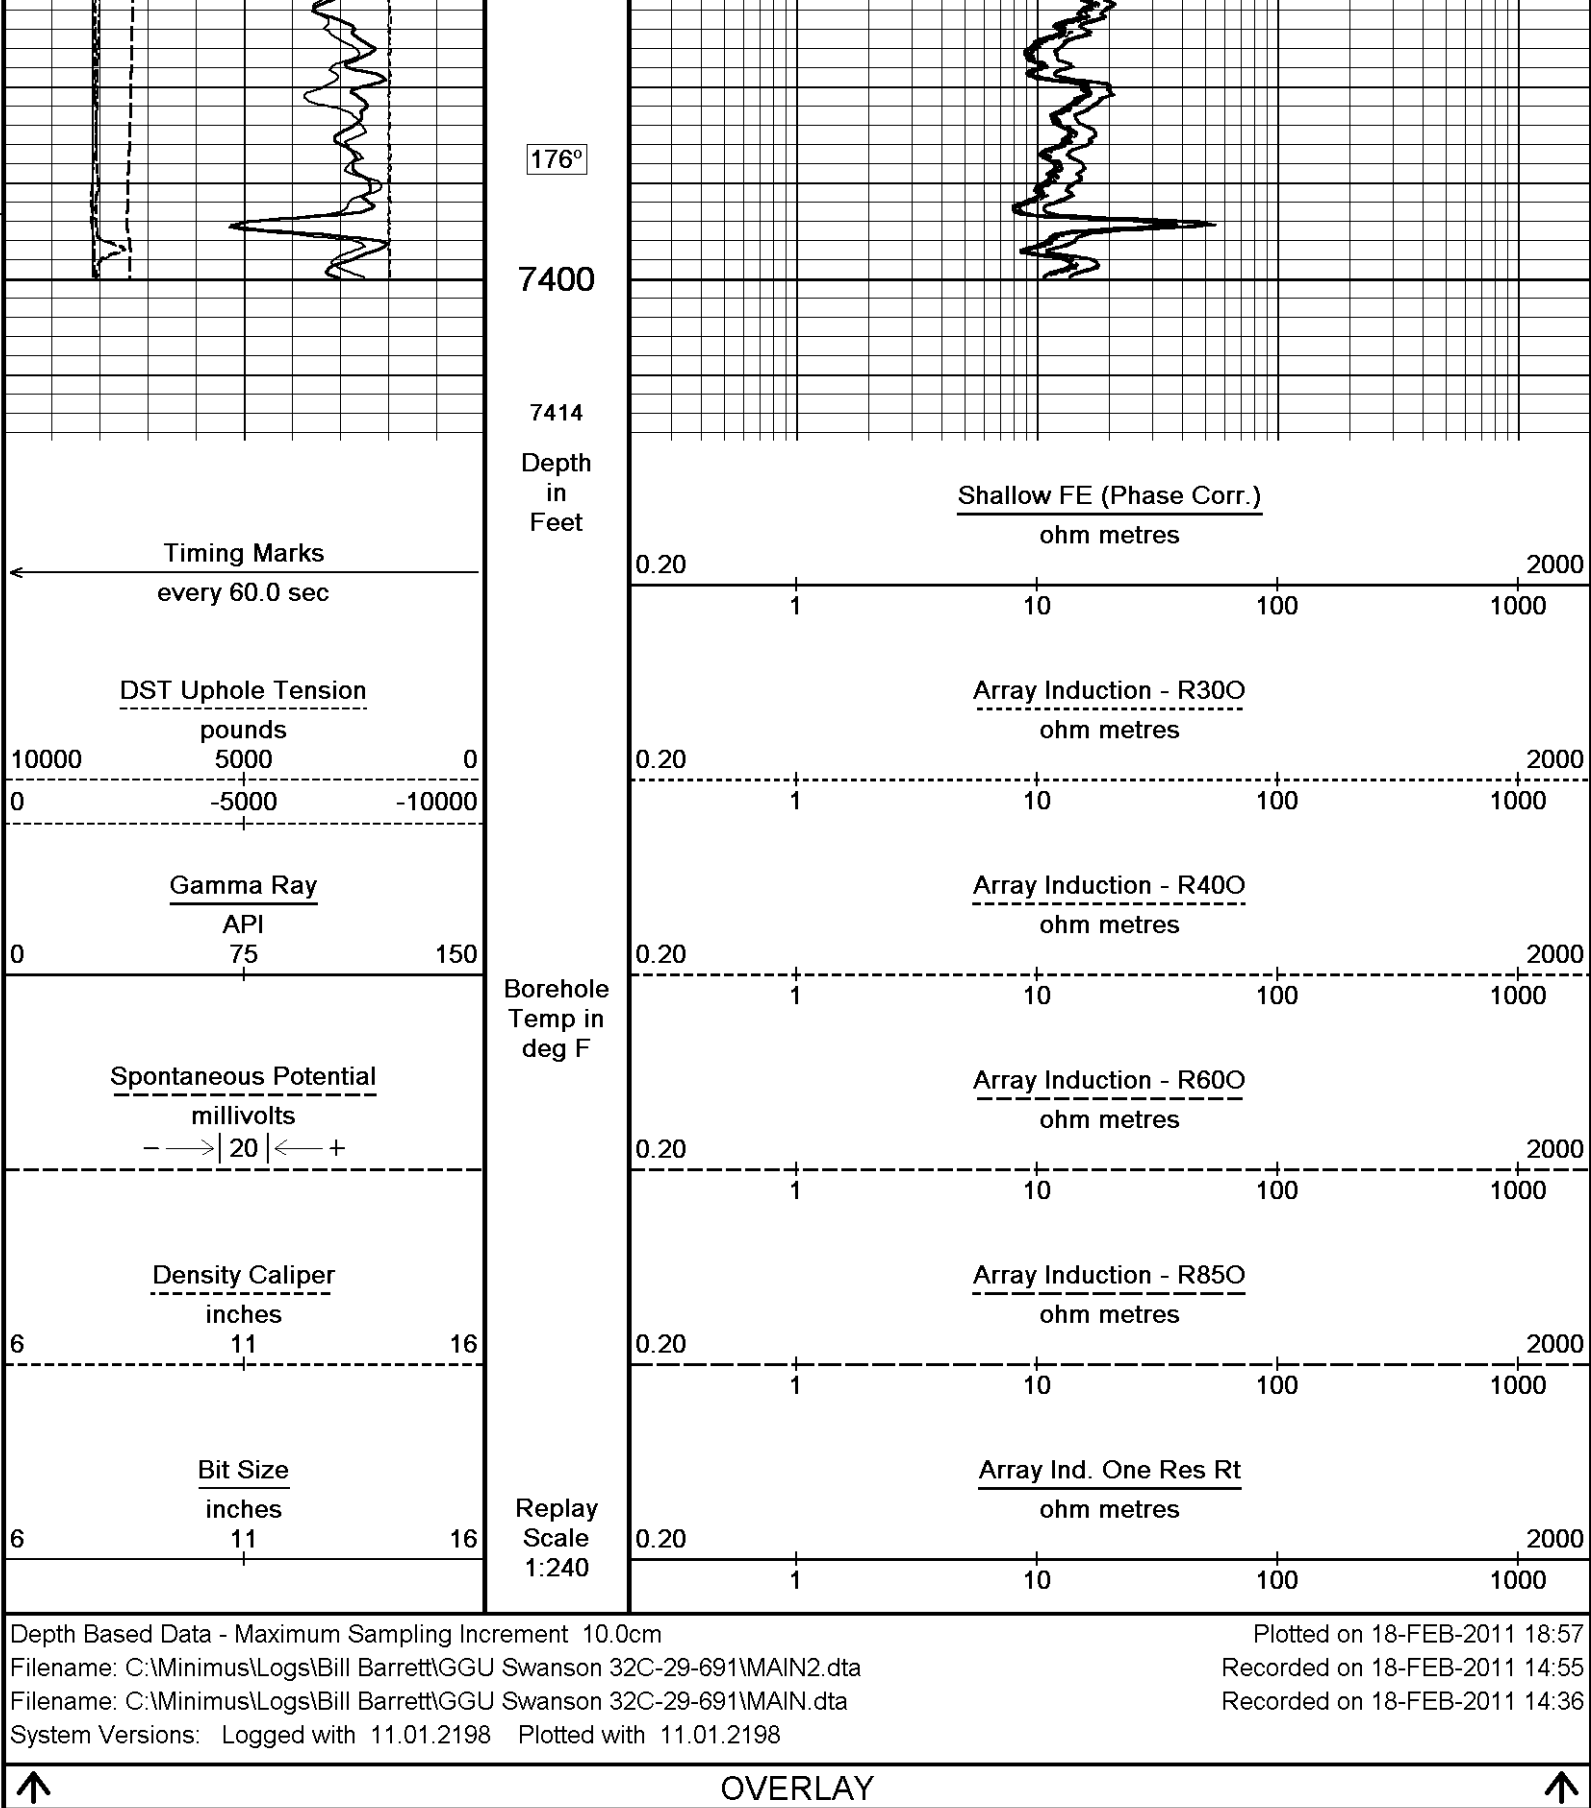 176º
7400
7414
Depth
in
Feet
Timing Marks
every 60.0 sec
DST Uphole Tension
pounds
10000 5000 0
0 -5000 -10000
Gamma Ray
API
0 75 150
Spontaneous Potential
millivolts
– 20 +
Density Caliper
inches
6 11 16
Bit Size
inches
6 11 16
Borehole
Temp in
deg F
Replay
Scale
1:240
Shallow FE (Phase Corr.)
ohm metres
0.20 2000
1 10 100 1000
Array Induction - R30O
ohm metres
0.20 2000
1 10 100 1000
Array Induction - R40O
ohm metres
0.20 2000
1 10 100 1000
Array Induction - R60O
ohm metres
0.20 2000
1 10 100 1000
Array Induction - R85O
ohm metres
0.20 2000
1 10 100 1000
Array Ind. One Res Rt
ohm metres
0.20 2000
1 10 100 1000
Depth Based Data - Maximum Sampling Increment 10.0cm Plotted on 18-FEB-2011 18:57
Filename: C:\Minimus\Logs\Bill Barrett\GGU Swanson 32C-29-691\MAIN2.dta Recorded on 18-FEB-2011 14:55
Filename: C:\Minimus\Logs\Bill Barrett\GGU Swanson 32C-29-691\MAIN.dta Recorded on 18-FEB-2011 14:36
System Versions: Logged with 11.01.2198 Plotted with 11.01.2198
OVERLAY